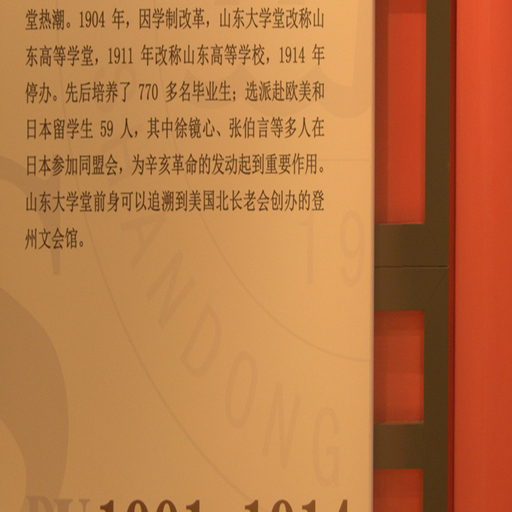 堂热潮。1904 年，因学制改革，山东大学堂改称山
东高等学堂，1911 年改称山东高等学校，1914 年
停办。先后培养了 770 多名毕业生；选派赴欧美和
日本留学生 59 人，其中徐镜心、张伯言等多人在
日本参加同盟会，为辛亥革命的发动起到重要作用。
山东大学堂前身可以追溯到美国北长老会创办的登
州文会馆。
19
ANDONG
1901 1914